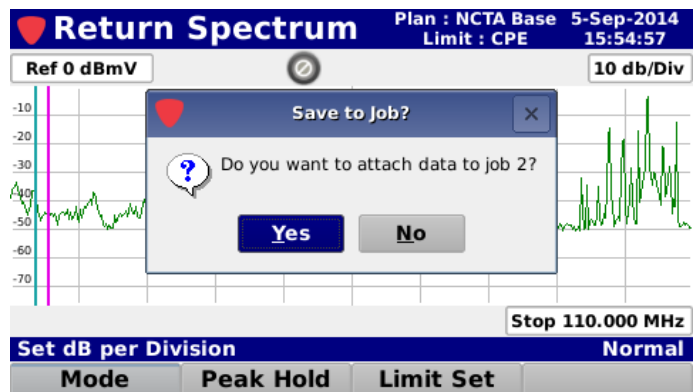 Return Spectrum
Plan : NCTA Base 5-Sep-2014
Limit : CPE 15:54:57
Ref 0 dBmV
10 db/Div
Save to Job?
Do you want to attach data to job 2?
Yes
No
-10
-20
-30
-40
-50
-60
-70
Stop 110.000 MHz
Set dB per Division
Normal
Mode
Peak Hold
Limit Set